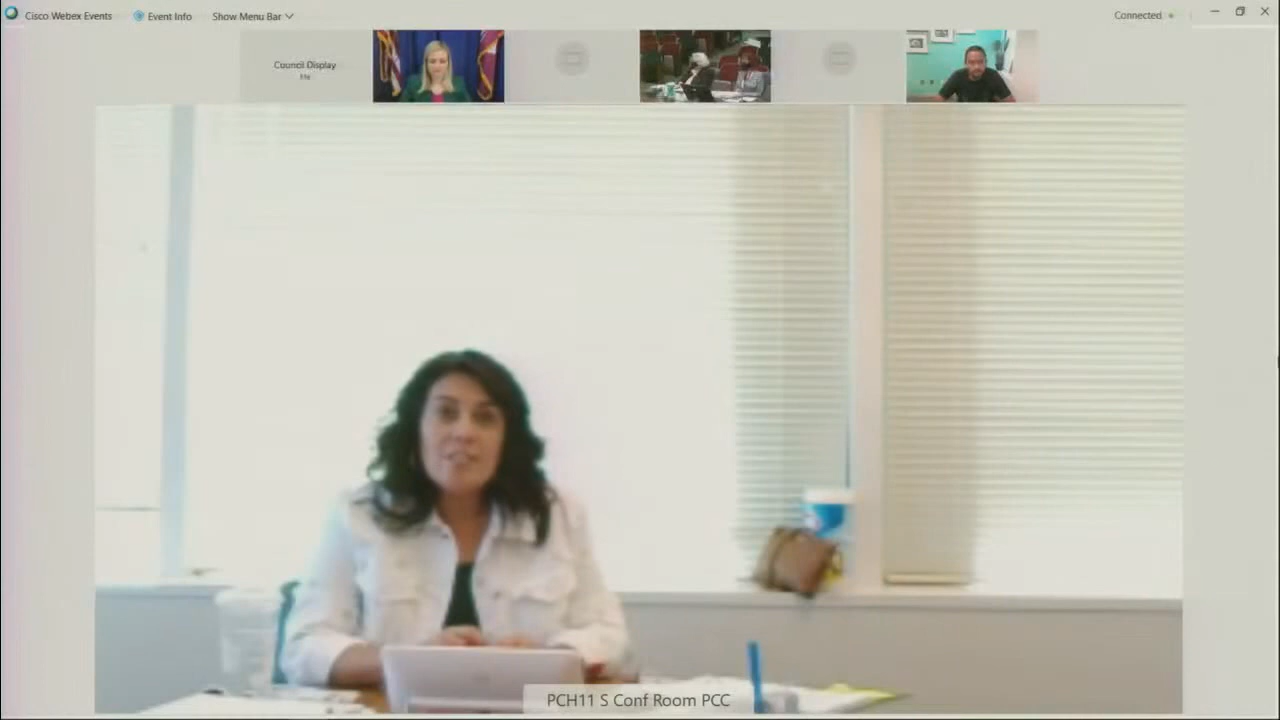 Cisco Webex Events
Event Info
Show Menu Bar
Connected
Council Display
PCH11 S Conf Room PCC